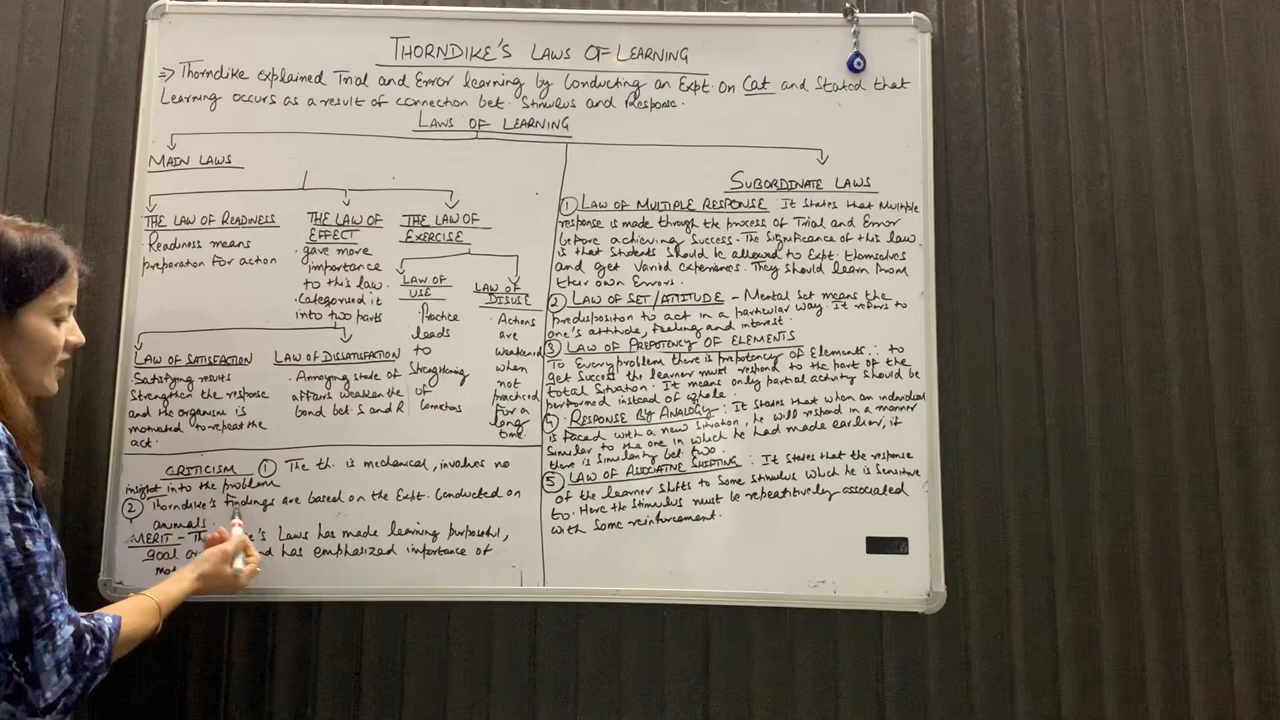 THORNDIKE'S LAWS OF LEARNING
⇒ Thorndike explained Trial and Error learning by Conducting an Expt. On Cat and Stated that
Learning occurs as a result of connection bet. Stimulus and Response.
LAWS OF LEARNING
MAIN LAWS
THE LAW OF READINESS
Readiness means
preparation for action
THE LAW OF
EFFECT
• gave more
importance
to this law.
• Categorised it
into two parts
LAW OF SATISFACTION
• Satisfying results
Strengthen the response
and the organism is
motivated to repeat the
act.
LAW OF DISSATISFACTION
• Annoying state of
affairs weaken the
bond bet. S and R
THE LAW OF
EXERCISE
LAW OF
USE
• Practice
leads
to
Strengthening
of
LAW OF
DISUSE
• Actions
are
weakened
when
not
practiced
for a
long
time.
CRITICISM ① The th. is mechanical, involves no
insight into the problem
② Thorndike's findings are based on the Expt. Conducted on
animals.
MERIT - Laws has made learning purposeful,
goal has emphasized importance of
SUBORDINATE LAWS
① LAW OF MULTIPLE RESPONSE : It States that Multiple
response is made through the process of Trial and Error
before achieving Success. The Significance of this law
is that Students Should be allowed to Expt. themselves
and get Varied experiences. They should learn from
their own Errors.
② LAW OF SET/ATTITUDE - Mental Set means the
predisposition to act in a particular way. It refers to
one's attitude, feeling and interest.
③ LAW OF PREPOTENCY OF ELEMENTS
To Every problem there is prepotency of Elements ∴ to
get Success the learner must respond to the part of the
total Situation. It means only partial activity should be
performed instead of whole.
④ RESPONSE BY ANALOGY : It States that when an individual
is faced with a new Situation, he will respond in a manner
similar to the one in which he had made earlier, if
there is Similarity bet. two.
⑤ LAW OF ASSOCIATIVE SHIFTING : It States that the response
of the learner shifts to Some stimulus which he is Sensitive
to. Here the Stimulus must be repeatitively associated
with Some reinforcement.